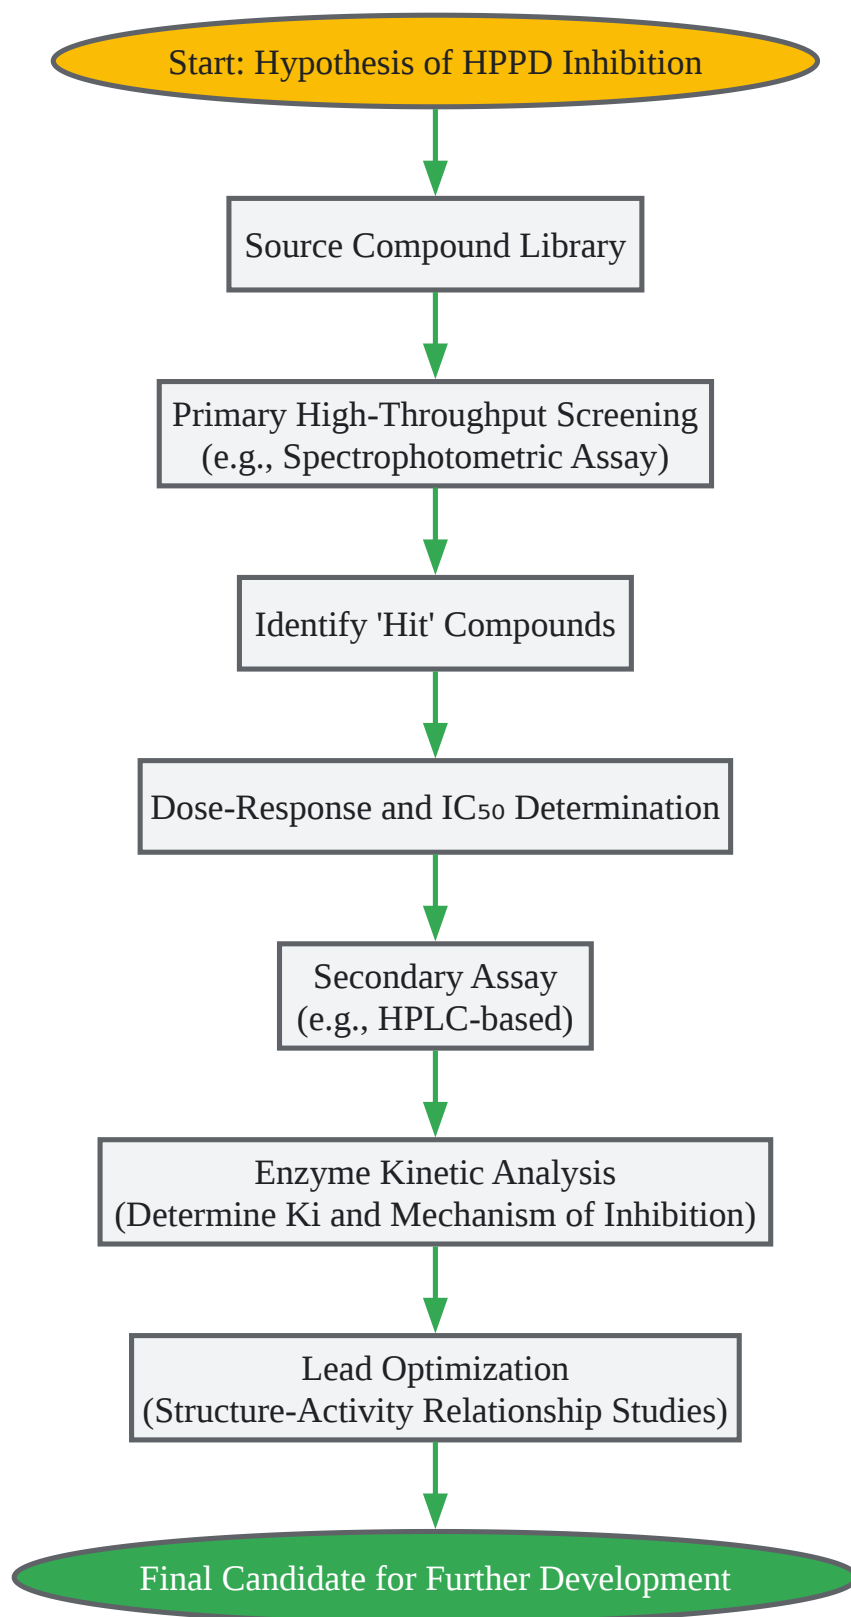 Start: Hypothesis of HPPD Inhibition
Source Compound Library
Primary High-Throughput Screening
(e.g., Spectrophotometric Assay)
Identify 'Hit' Compounds
Dose-Response and IC₅₀ Determination
Secondary Assay
(e.g., HPLC-based)
Enzyme Kinetic Analysis
(Determine Ki and Mechanism of Inhibition)
Lead Optimization
(Structure-Activity Relationship Studies)
Final Candidate for Further Development